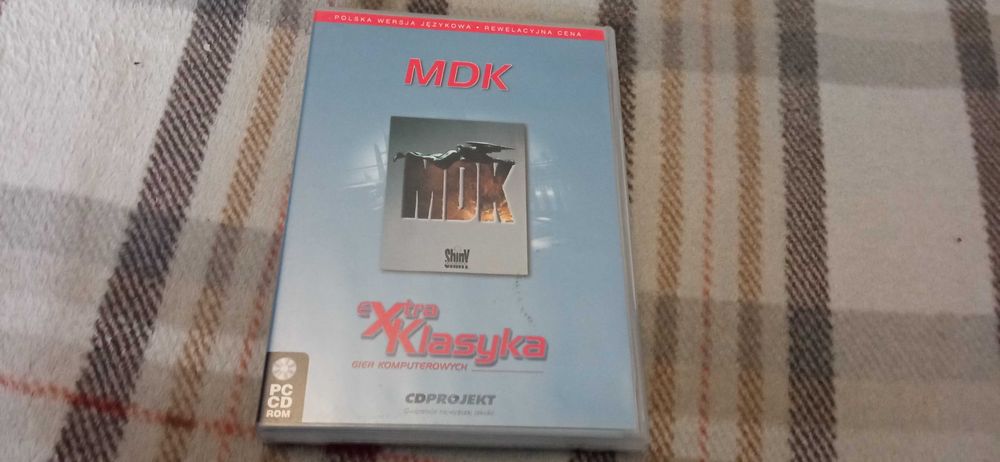 POLSKA WERSJA JĘZYKOWA • REWELACYJNA CENA
MDK
MDK
Shiny
eXtra
Klasyka
GIER KOMPUTEROWYCH
PC
CD
ROM
CDPROJEKT